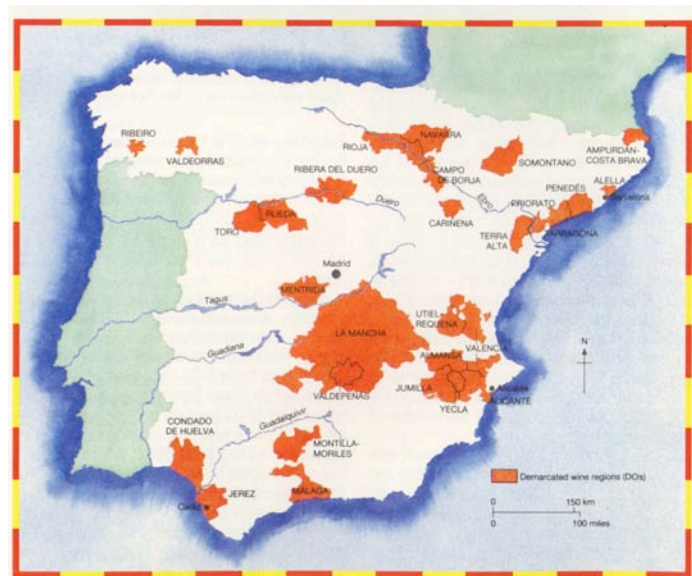 RIBEIRO
VALDEORRAS
RIOJA
NAVARRA
RIBERA DEL DUERO
CAMPO
DE BORJA
SOMONTANO
AMPURDÁN-
COSTA BRAVA
ALELLA
Barcelona
PENEDÉS
PRIORATO
TARRAGONA
TERRA
ALTA
Ebro
CARIÑENA
Duero
TORO
RUEDA
Madrid
MENTRIDA
Tagus
LA MANCHA
UTIEL-
REQUENA
VALENCIA
Guadiana
ALMANSA
VALDEPEÑAS
JUMILLA
YECLA
Alicante
ALICANTE
N
CONDADO
DE HUELVA
Guadalquivir
MONTILLA-
MORILES
JEREZ
Cadiz
MÁLAGA
Demarcated wine regions (DOs)
0 150 km
0 100 miles